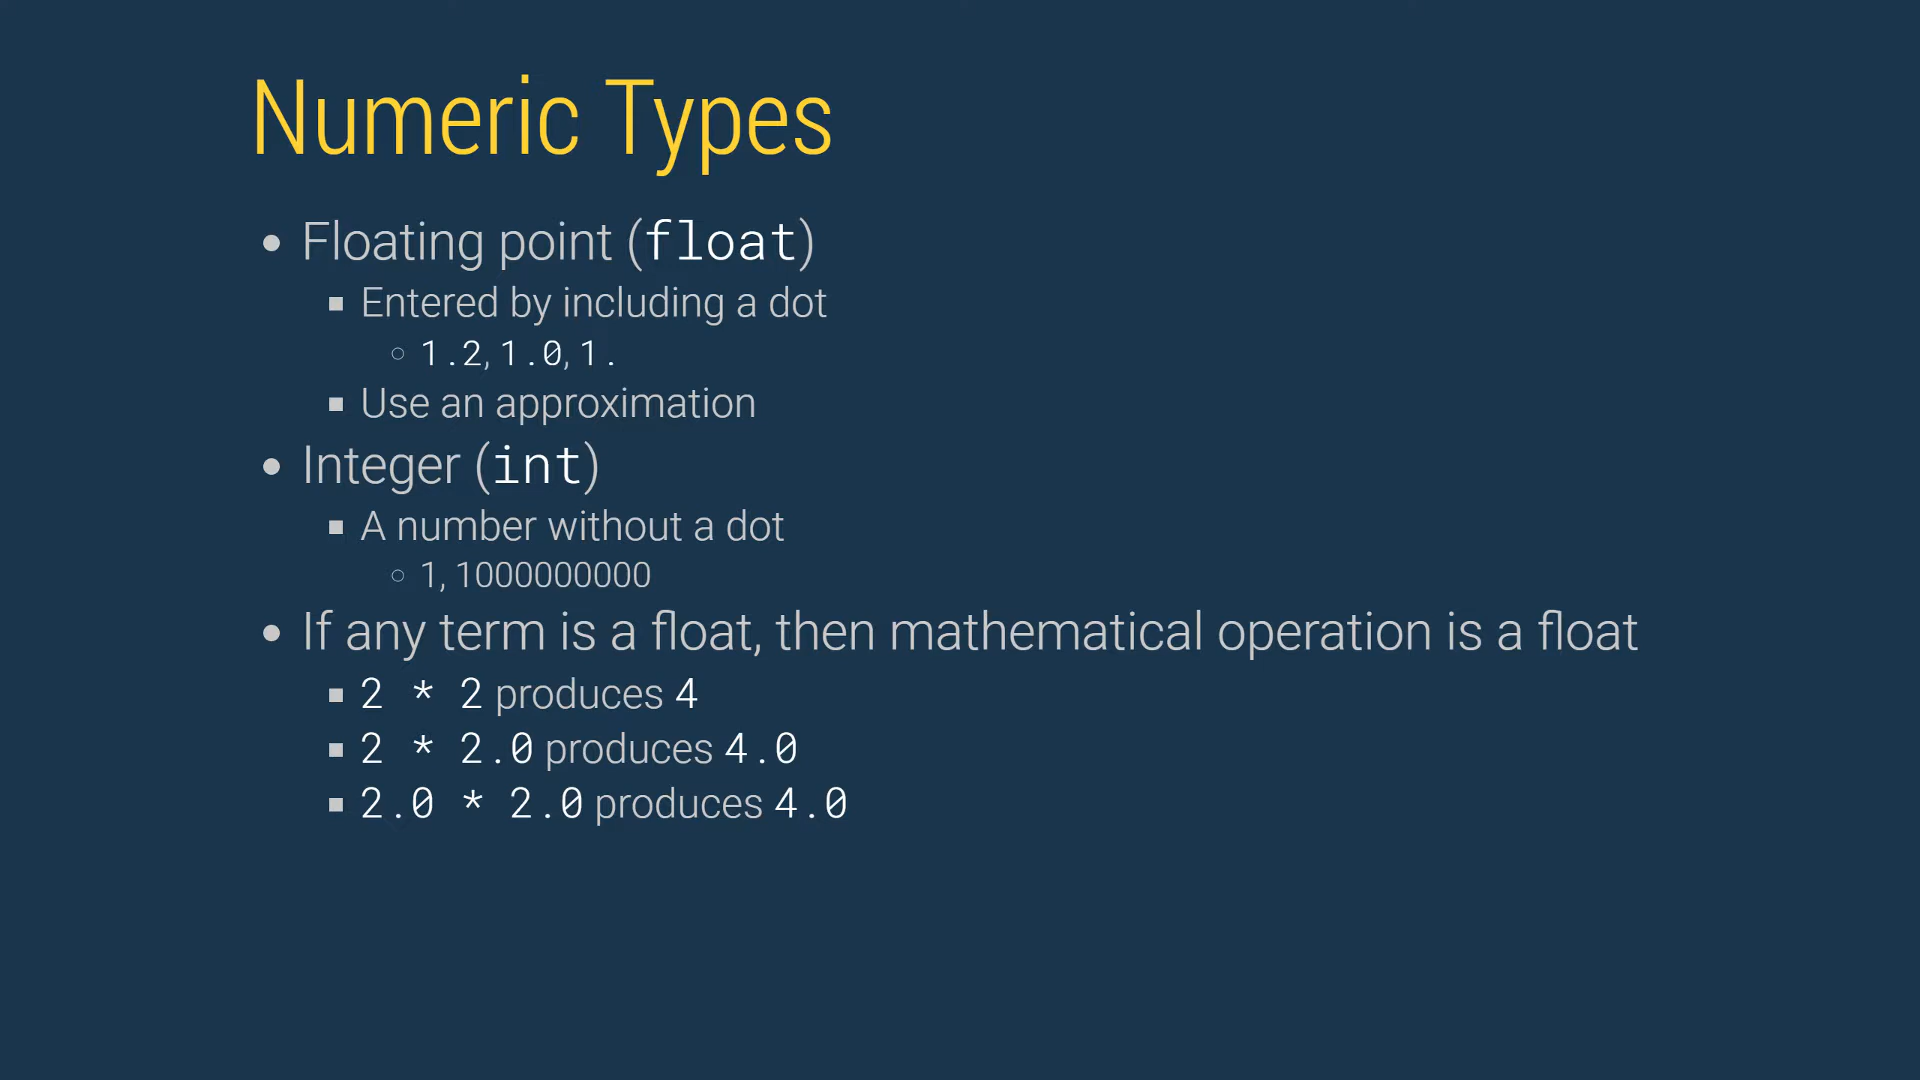 Numeric Types
Floating point (float)
Entered by including a dot
1.2, 1.0, 1.
Use an approximation
Integer (int)
A number without a dot
1, 1000000000
If any term is a float, then mathematical operation is a float
2 * 2 produces 4
2 * 2.0 produces 4.0
2.0 * 2.0 produces 4.0